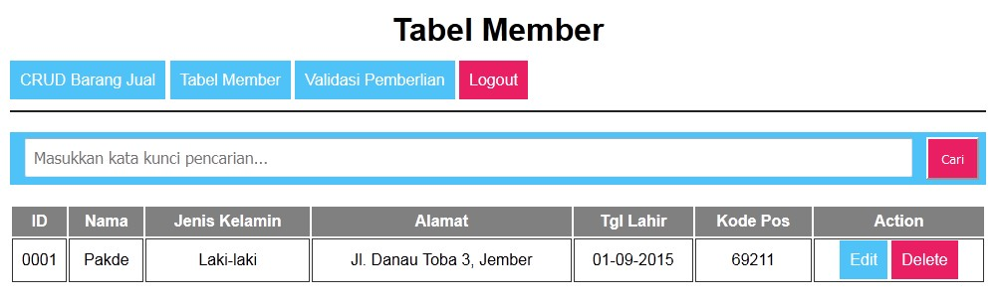 Tabel Member
CRUD Barang Jual Tabel Member Validasi Pemberlian Logout
Masukkan kata kunci pencarian... Cari
ID Nama Jenis Kelamin Alamat Tgl Lahir Kode Pos Action
0001 Pakde Laki-laki Jl. Danau Toba 3, Jember 01-09-2015 69211 Edit Delete